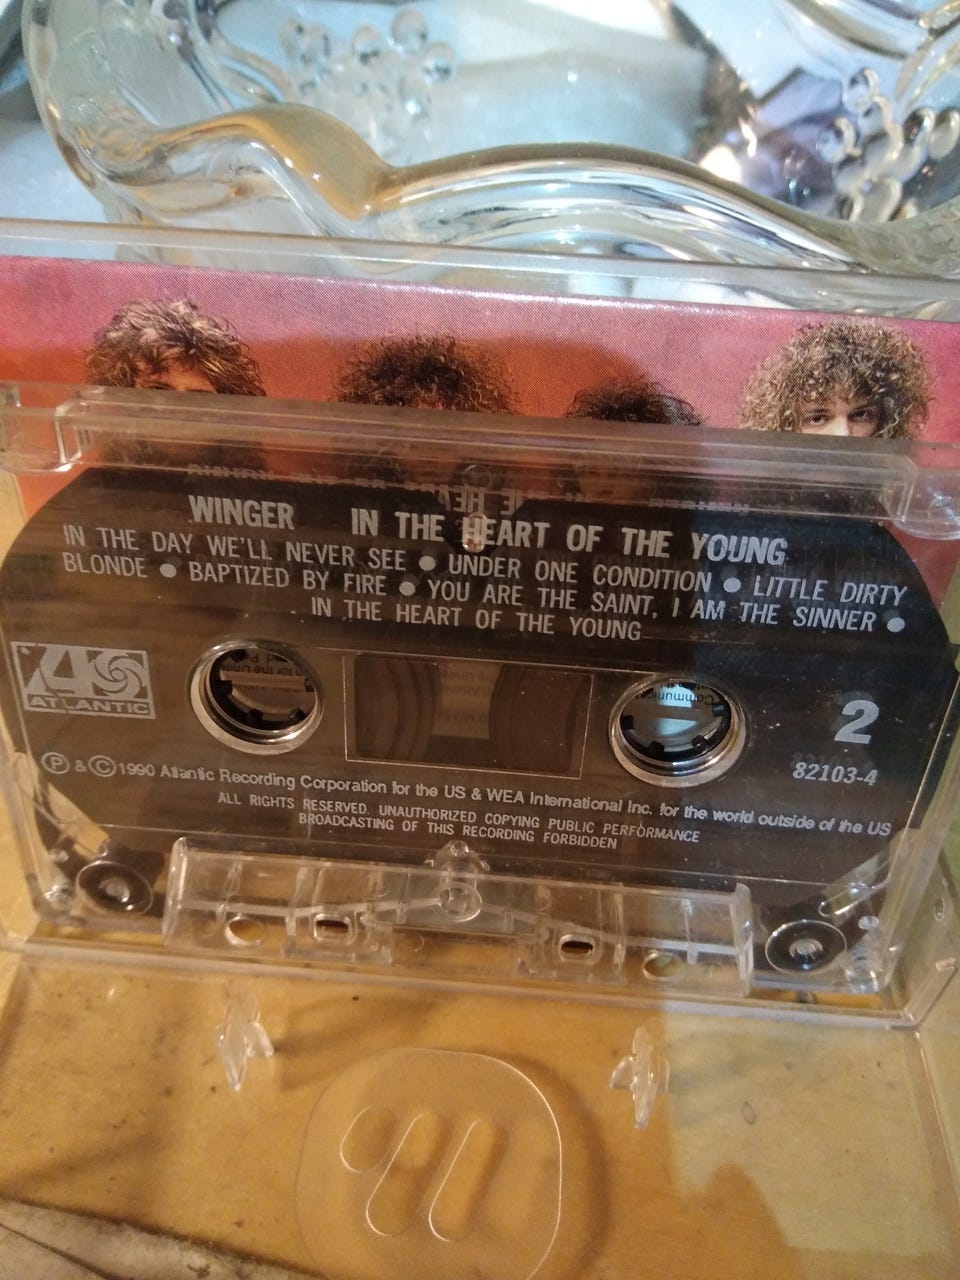 WINGER IN THE HEART OF THE YOUNG
IN THE DAY WE'LL NEVER SEE ● UNDER ONE CONDITION ● LITTLE DIRTY
BLONDE ● BAPTIZED BY FIRE ● YOU ARE THE SAINT, I AM THE SINNER ●
IN THE HEART OF THE YOUNG
ATLANTIC
2
82103-4
Ⓟ & © 1990 Atlantic Recording Corporation for the US & WEA International Inc. for the world outside of the US
ALL RIGHTS RESERVED. UNAUTHORIZED COPYING PUBLIC PERFORMANCE
BROADCASTING OF THIS RECORDING FORBIDDEN